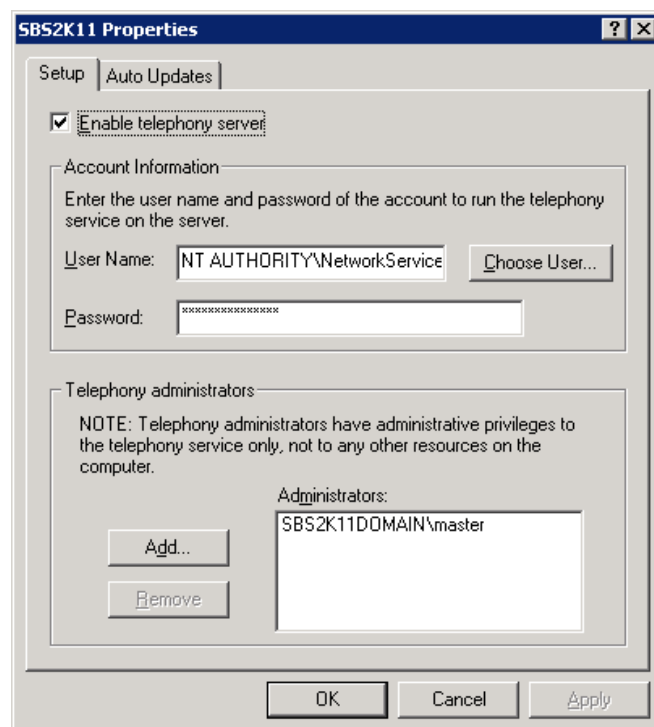 SBS2K11 Properties
Setup
Auto Updates
Enable telephony server
Account Information
Enter the user name and password of the account to run the telephony
service on the server.
User Name:
NT AUTHORITY\NetworkService
Choose User...
Password:
***************
Telephony administrators
NOTE: Telephony administrators have administrative privileges to
the telephony service only, not to any other resources on the
computer.
Administrators:
SBS2K11DOMAIN\master
Add...
Remove
OK
Cancel
Apply